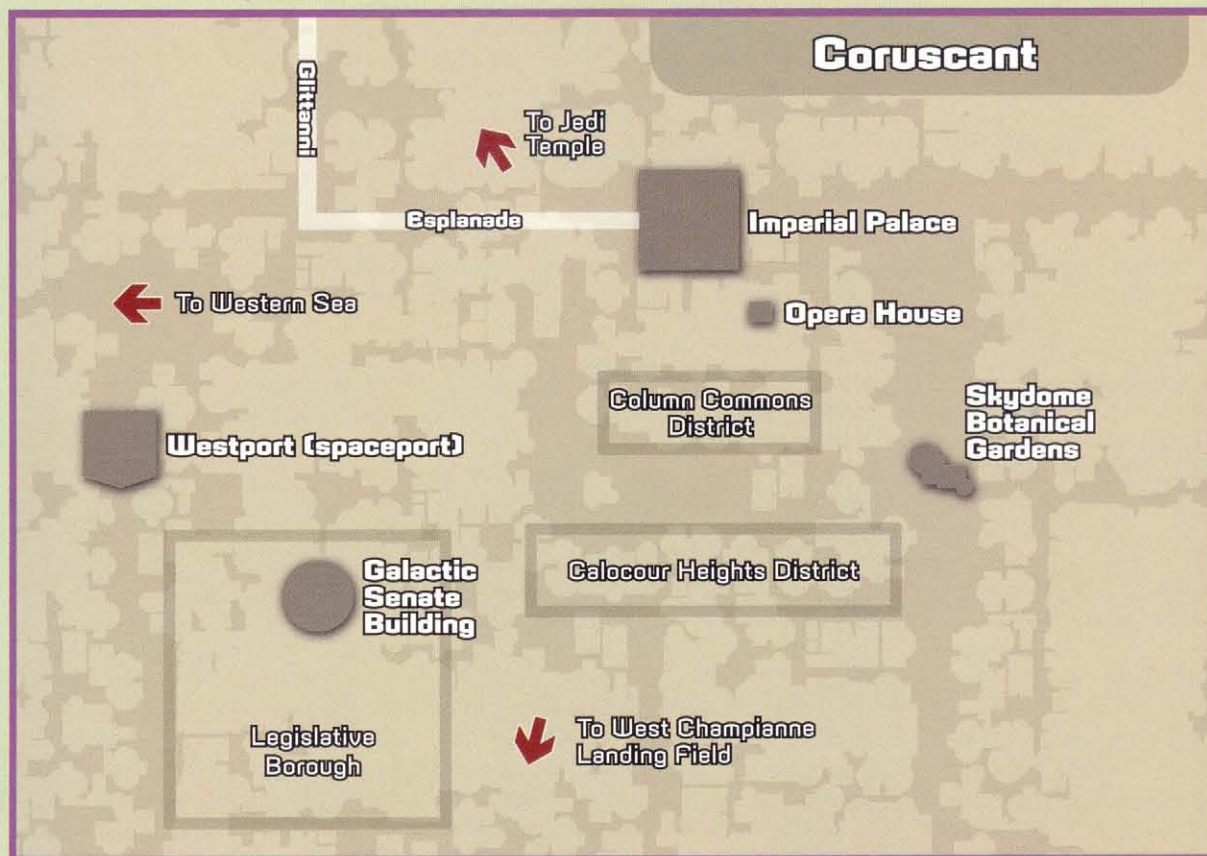 Coruscant
Glittanni
To Jedi
Temple
Esplanade
Imperial Palace
To Western Sea
Opera House
Column Commons
District
Skydome
Botanical
Gardens
Westport (spaceport)
Galactic
Senate
Building
Calocour Heights District
Legislative
Borough
To West Champianne
Landing Field